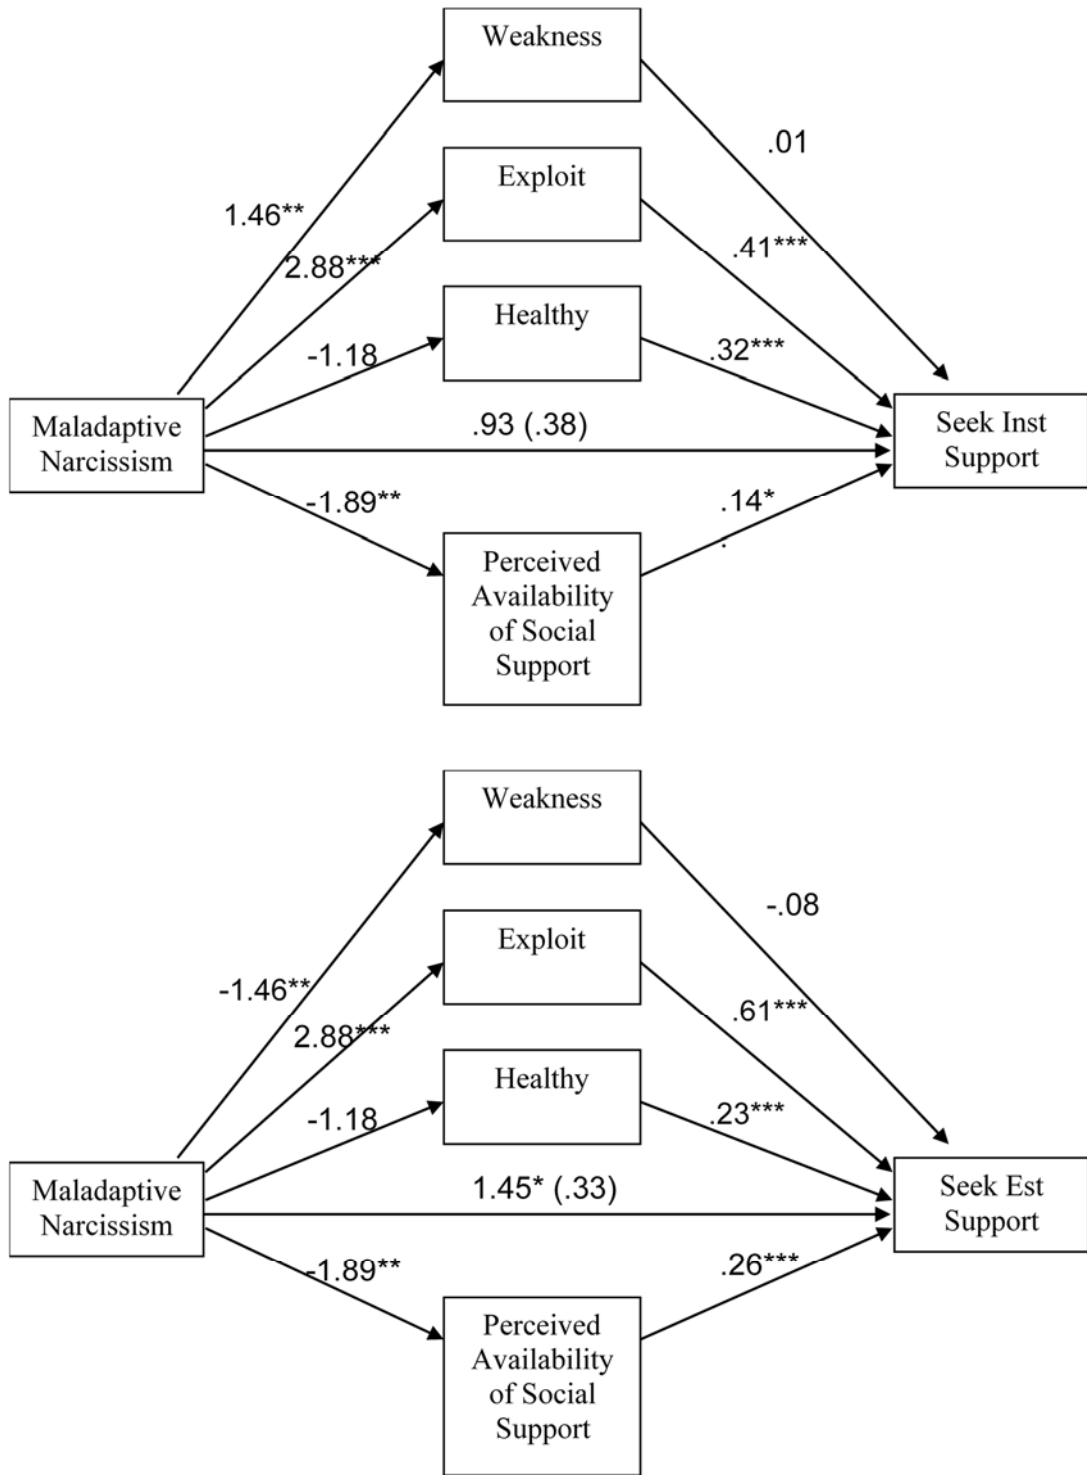 Weakness
.01
Exploit
1.46**
.41***
2.88***
Healthy
-1.18
.32***
Maladaptive
Narcissism
.93 (.38)
Seek Inst
Support
-1.89**
.14*
.
Perceived
Availability
of Social
Support
Weakness
-.08
Exploit
-1.46**
.61***
2.88***
Healthy
-1.18
.23***
Maladaptive
Narcissism
1.45* (.33)
Seek Est
Support
-1.89**
.26***
Perceived
Availability
of Social
Support